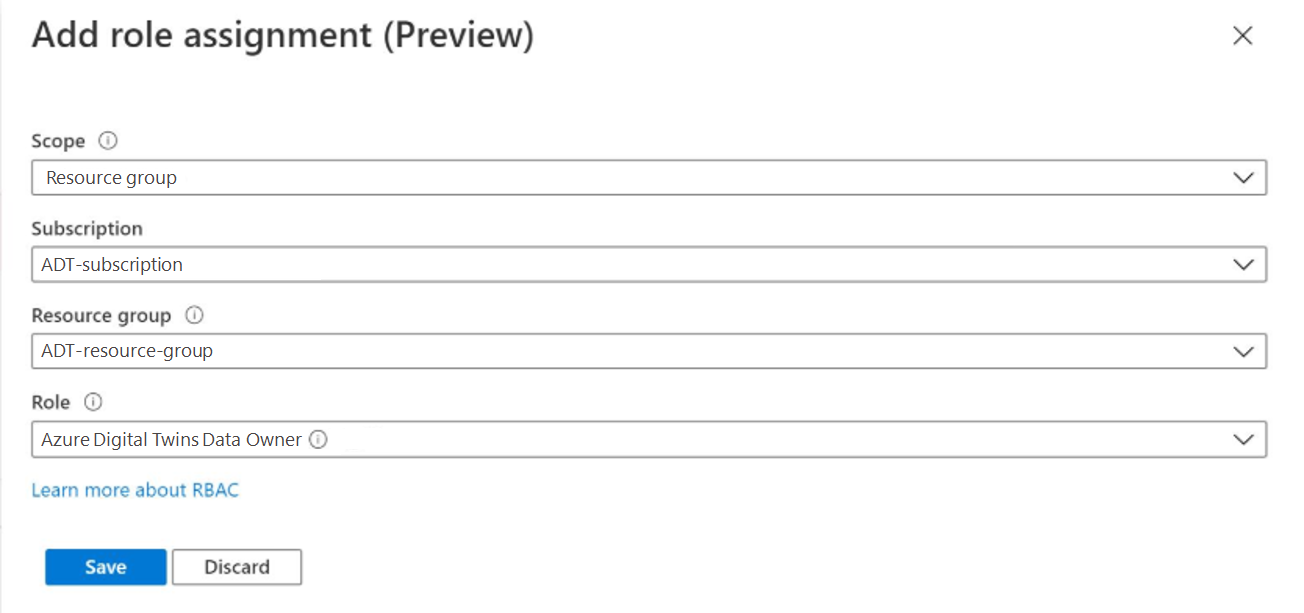 Add role assignment (Preview)
Scope
Resource group
Subscription
ADT-subscription
Resource group
ADT-resource-group
Role
Azure Digital Twins Data Owner
Learn more about RBAC
Save Discard